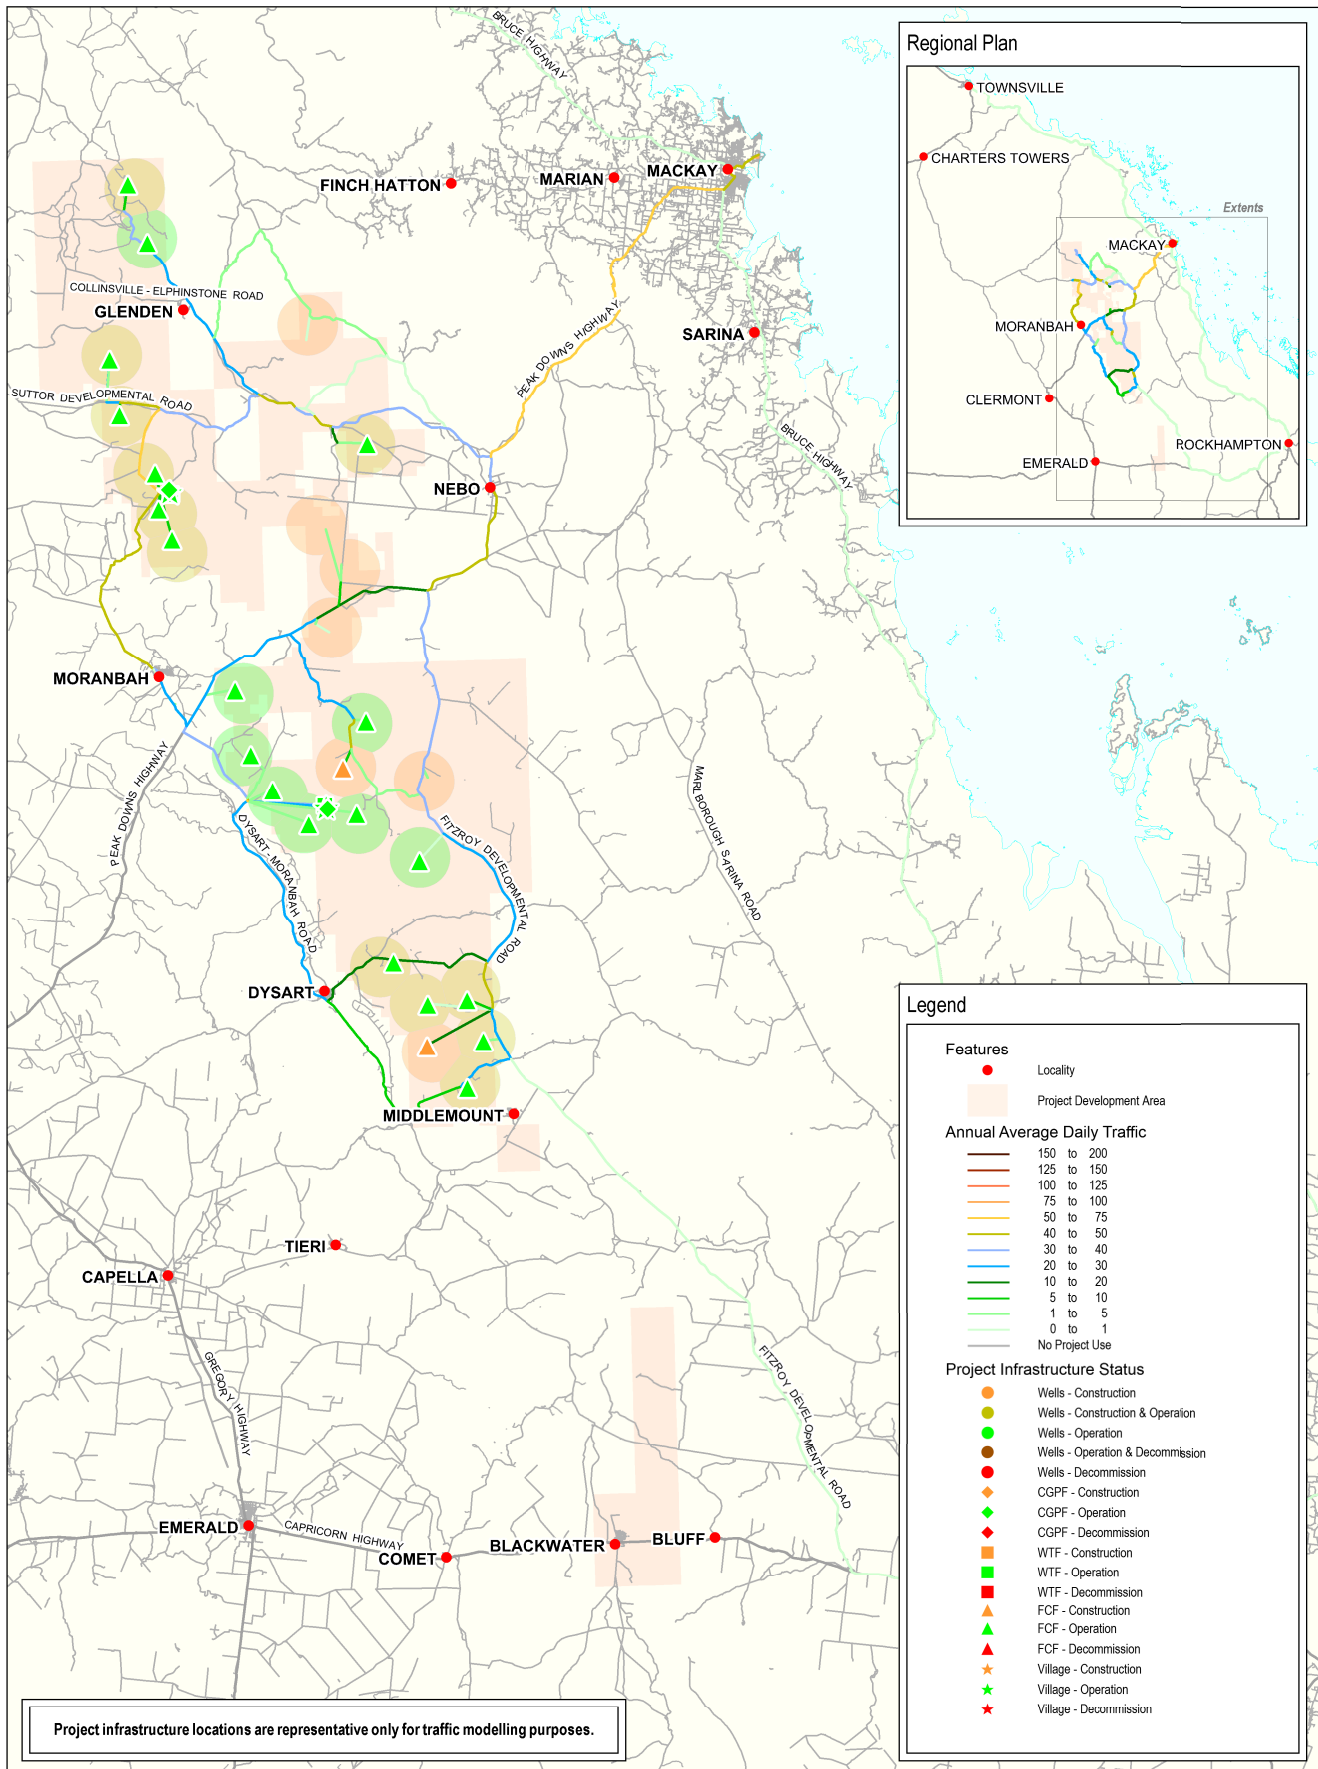 BRUCE HIGHWAY
FINCH HATTON
MARIAN
MACKAY
COLLINSVILLE - ELPHINSTONE ROAD
GLENDEN
PEAK DOWNS HIGHWAY
SARINA
SUTTOR DEVELOPMENTAL ROAD
BRUCE HIGHWAY
NEBO
MORANBAH
PEAK DOWNS HIGHWAY
DYSART - MORANBAH ROAD
FITZROY DEVELOPMENTAL ROAD
MARLBOROUGH SARINA ROAD
DYSART
MIDDLEMOUNT
TIERI
CAPELLA
GREGORY HIGHWAY
FITZROY DEVELOPMENTAL ROAD
EMERALD
CAPRICORN HIGHWAY
COMET
BLACKWATER
BLUFF
Project infrastructure locations are representative only for traffic modelling purposes.
Regional Plan
TOWNSVILLE
CHARTERS TOWERS
Extents
MACKAY
MORANBAH
CLERMONT
ROCKHAMPTON
EMERALD
Legend
Features
Locality
Project Development Area
Annual Average Daily Traffic
150 to 200
125 to 150
100 to 125
75 to 100
50 to 75
40 to 50
30 to 40
20 to 30
10 to 20
5 to 10
1 to 5
0 to 1
No Project Use
Project Infrastructure Status
Wells - Construction
Wells - Construction & Operation
Wells - Operation
Wells - Operation & Decommission
Wells - Decommission
CGPF - Construction
CGPF - Operation
CGPF - Decommission
WTF - Construction
WTF - Operation
WTF - Decommission
FCF - Construction
FCF - Operation
FCF - Decommission
Village - Construction
Village - Operation
Village - Decommission